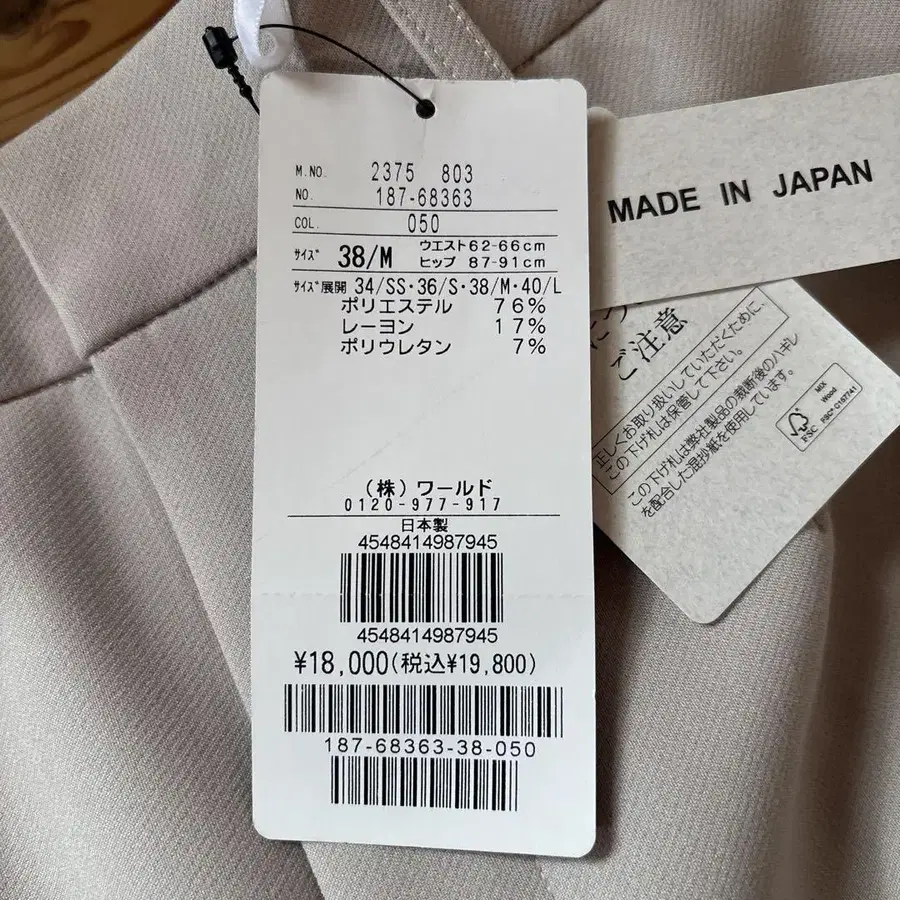 M.NO. 2375 803
NO. 187-68363
COL. 050
サイズ 38/M ウエスト62-66cm
ヒップ 87-91cm
サイズ展開 34/SS・36/S・38/M・40/L
ポリエステル 76%
レーヨン 17%
ポリウレタン 7%
(株)ワールド
0120-977-917
日本製
4548414987945
4548414987945
¥18,000(税込¥19,800)
187-68363-38-050
MADE IN JAPAN
ご注意
正しくお取り扱いしていただくために、
この下げ札は保管して下さい。
この下げ札は弊社製品の裁断後のハギレ
を配合した混抄紙を使用しています。
FSC
MIX
Wood
FSC® C157741